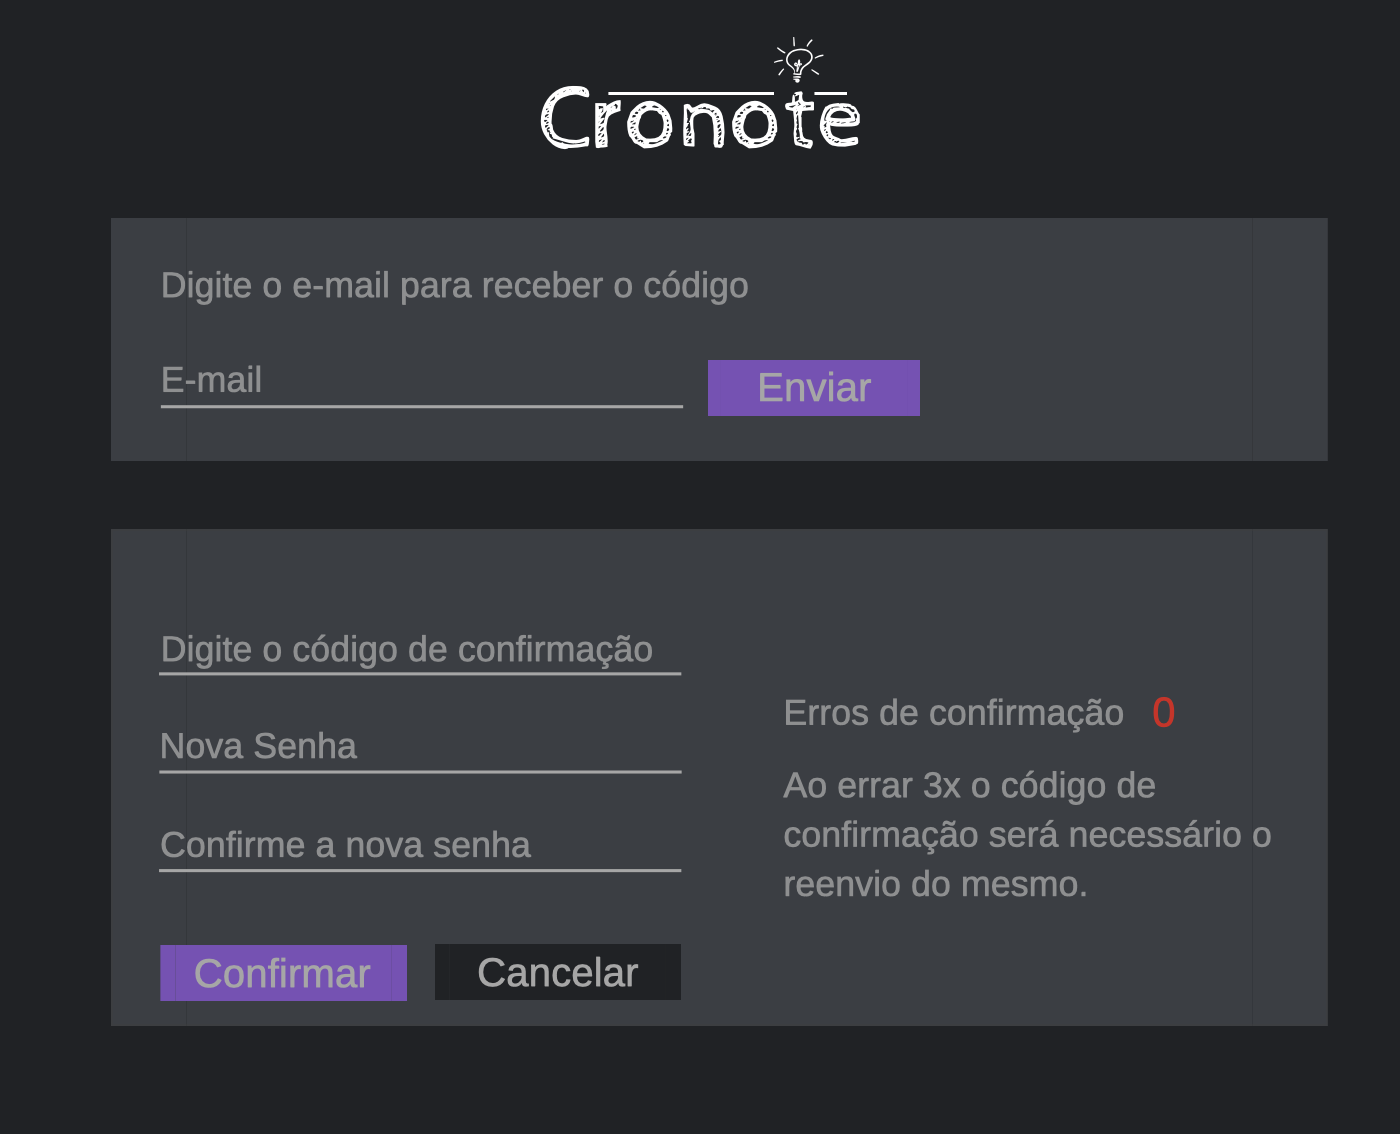 Cronote
Digite o e-mail para receber o código
E-mail
Enviar
Digite o código de confirmação
Nova Senha
Confirme a nova senha
Confirmar
Cancelar
Erros de confirmação 0
Ao errar 3x o código de
confirmação será necessário o
reenvio do mesmo.